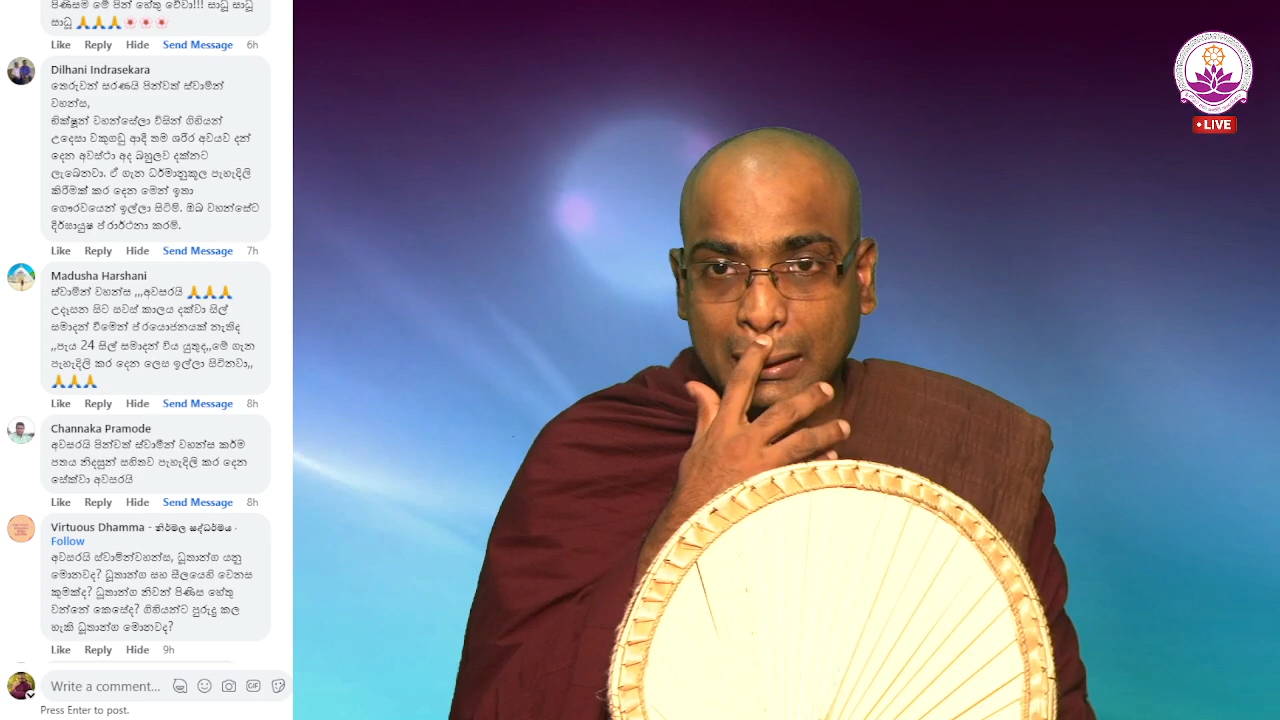 පිණිසම මේ පින් හේතු වේවා!!! සාධු සාධු
සාධු 🙏🙏🙏🌸🌸🌸
Like Reply Hide Send Message 6h
Dilhani Indrasekara
තෙරුවන් සරණයි පින්වත් ස්වාමීන්
වහන්ස,
භික්ෂූන් වහන්සේලා විසින් ගිහියන්
උදෙසා වකුගඩු ආදී තම ශරීර අවයව දන්
දෙන අවස්ථා අද බහුලව දක්නට
ලැබෙනවා. ඒ ගැන ධර්මානුකූල පැහැදිලි
කිරීමක් කර දෙන මෙන් ඉතා
ගෞරවයෙන් ඉල්ලා සිටිමි. ඔබ වහන්සේට
දිර්ඝායුෂ ප්‍රාර්ථනා කරමි.
Like Reply Hide Send Message 7h
Madusha Harshani
ස්වාමීන් වහන්ස ,,,අවසරයි 🙏🙏🙏
උදෑසන සිට සවස් කාලය දක්වා සිල්
සමාදන් වීමෙන් ප්‍රයොජනයක් නැතිද
,,පැය 24 සිල් සමාදන් විය යුතුද,,මේ ගැන
පැහැදිලි කර දෙන ලෙස ඉල්ලා සිටිනවා,,
🙏🙏🙏
Like Reply Hide Send Message 8h
Channaka Pramode
අවසරයි පින්වත් ස්වාමීන් වහන්ස කර්ම
පතය නිදසුන් සහිතව පැහැදිලි කර දෙන
සේක්වා අවසරයි
Like Reply Hide Send Message 8h
Virtuous Dhamma - නිර්මල සද්ධර්මය ·
Follow
අවසරයි ස්වාමින්වහන්ස, ධූතාංග යනු
මොනවද? ධූතාංග සහ සීලයෙහි වෙනස
කුමක්ද? ධූතාංග නිවන් පිණිස හේතු
වන්නේ කෙසේද? ගිහියන්ට පුරුදු කල
හැකි ධූතාංග මොනවද?
Like Reply Hide 9h
Write a comment...
GIF
Press Enter to post.
• LIVE